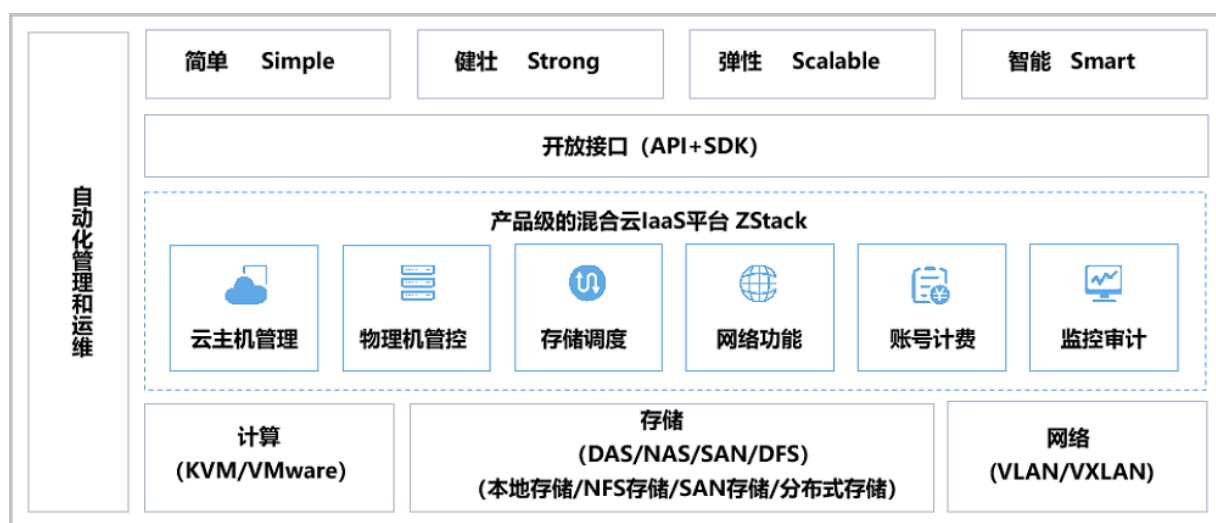 自动化管理和运维
简单 Simple
健壮 Strong
弹性 Scalable
智能 Smart
开放接口（API+SDK）
产品级的混合云IaaS平台 ZStack
云主机管理
物理机管控
存储调度
网络功能
账号计费
监控审计
计算
（KVM/VMware）
存储
（DAS/NAS/SAN/DFS）
（本地存储/NFS存储/SAN存储/分布式存储）
网络
（VLAN/VXLAN）